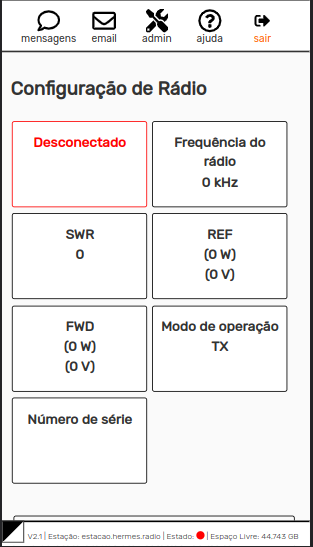 mensagens email admin ajuda sair
Configuração de Rádio
Desconectado
Frequência do
rádio
0 kHz
SWR
0
REF
(0 W)
(0 V)
FWD
(0 W)
(0 V)
Modo de operação
TX
Número de série
V2.1 | Estação: estacao.hermes.radio | Estado: | Espaço Livre: 44.743 GB